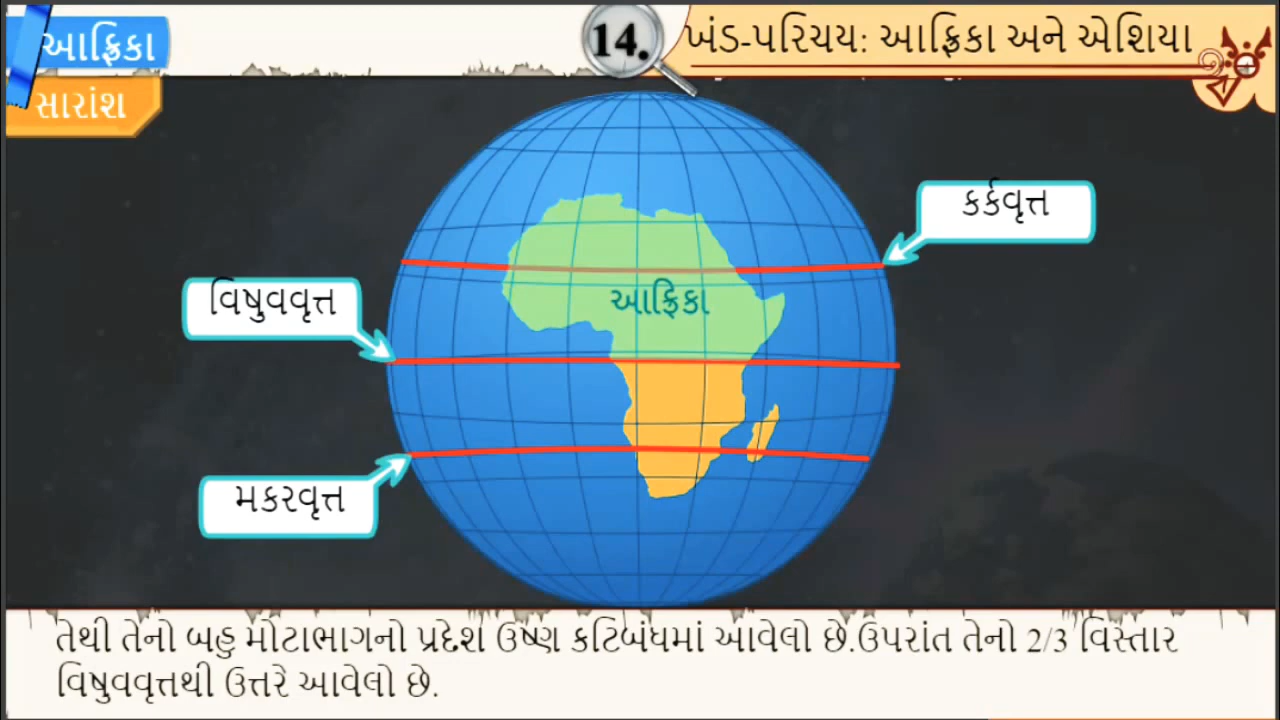 આફ્રિકા
14.
ખંડ-પરિચય: આફ્રિકા અને એશિયા
સારાંશ
કર્કવૃત્ત
વિષુવવૃત્ત
આફ્રિકા
મકરવૃત્ત
તેથી તેનો બહુ મોટાભાગનો પ્રદેશ ઉષ્ણ કટિબંધમાં આવેલો છે.ઉપરાંત તેનો 2/3 વિસ્તાર
વિષુવવૃત્તથી ઉત્તરે આવેલો છે.